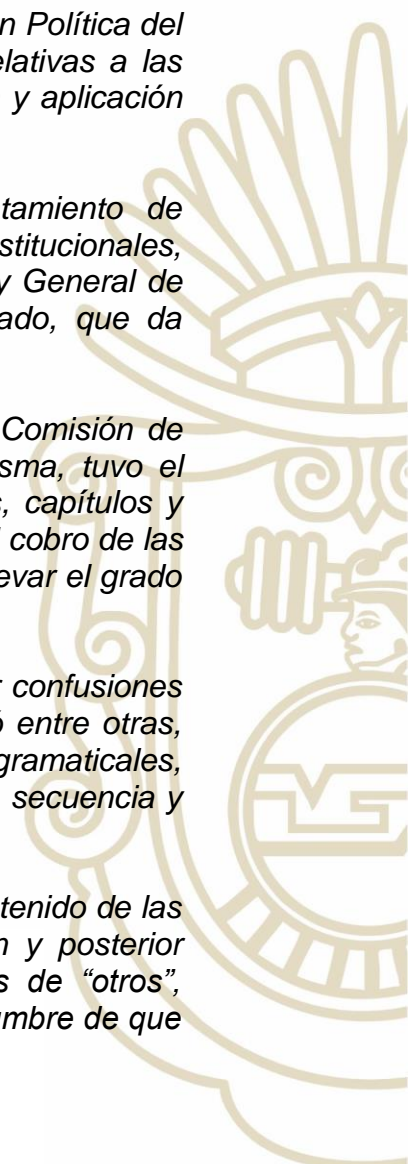 n Política del
elativas a las
y aplicación
tamiento de
stitucionales,
y General de
ado, que da
Comisión de
sma, tuvo el
s, capítulos y
l cobro de las
evar el grado
r confusiones
ó entre otras,
gramaticales,
secuencia y
tenido de las
n y posterior
s de “otros”,
umbre de que